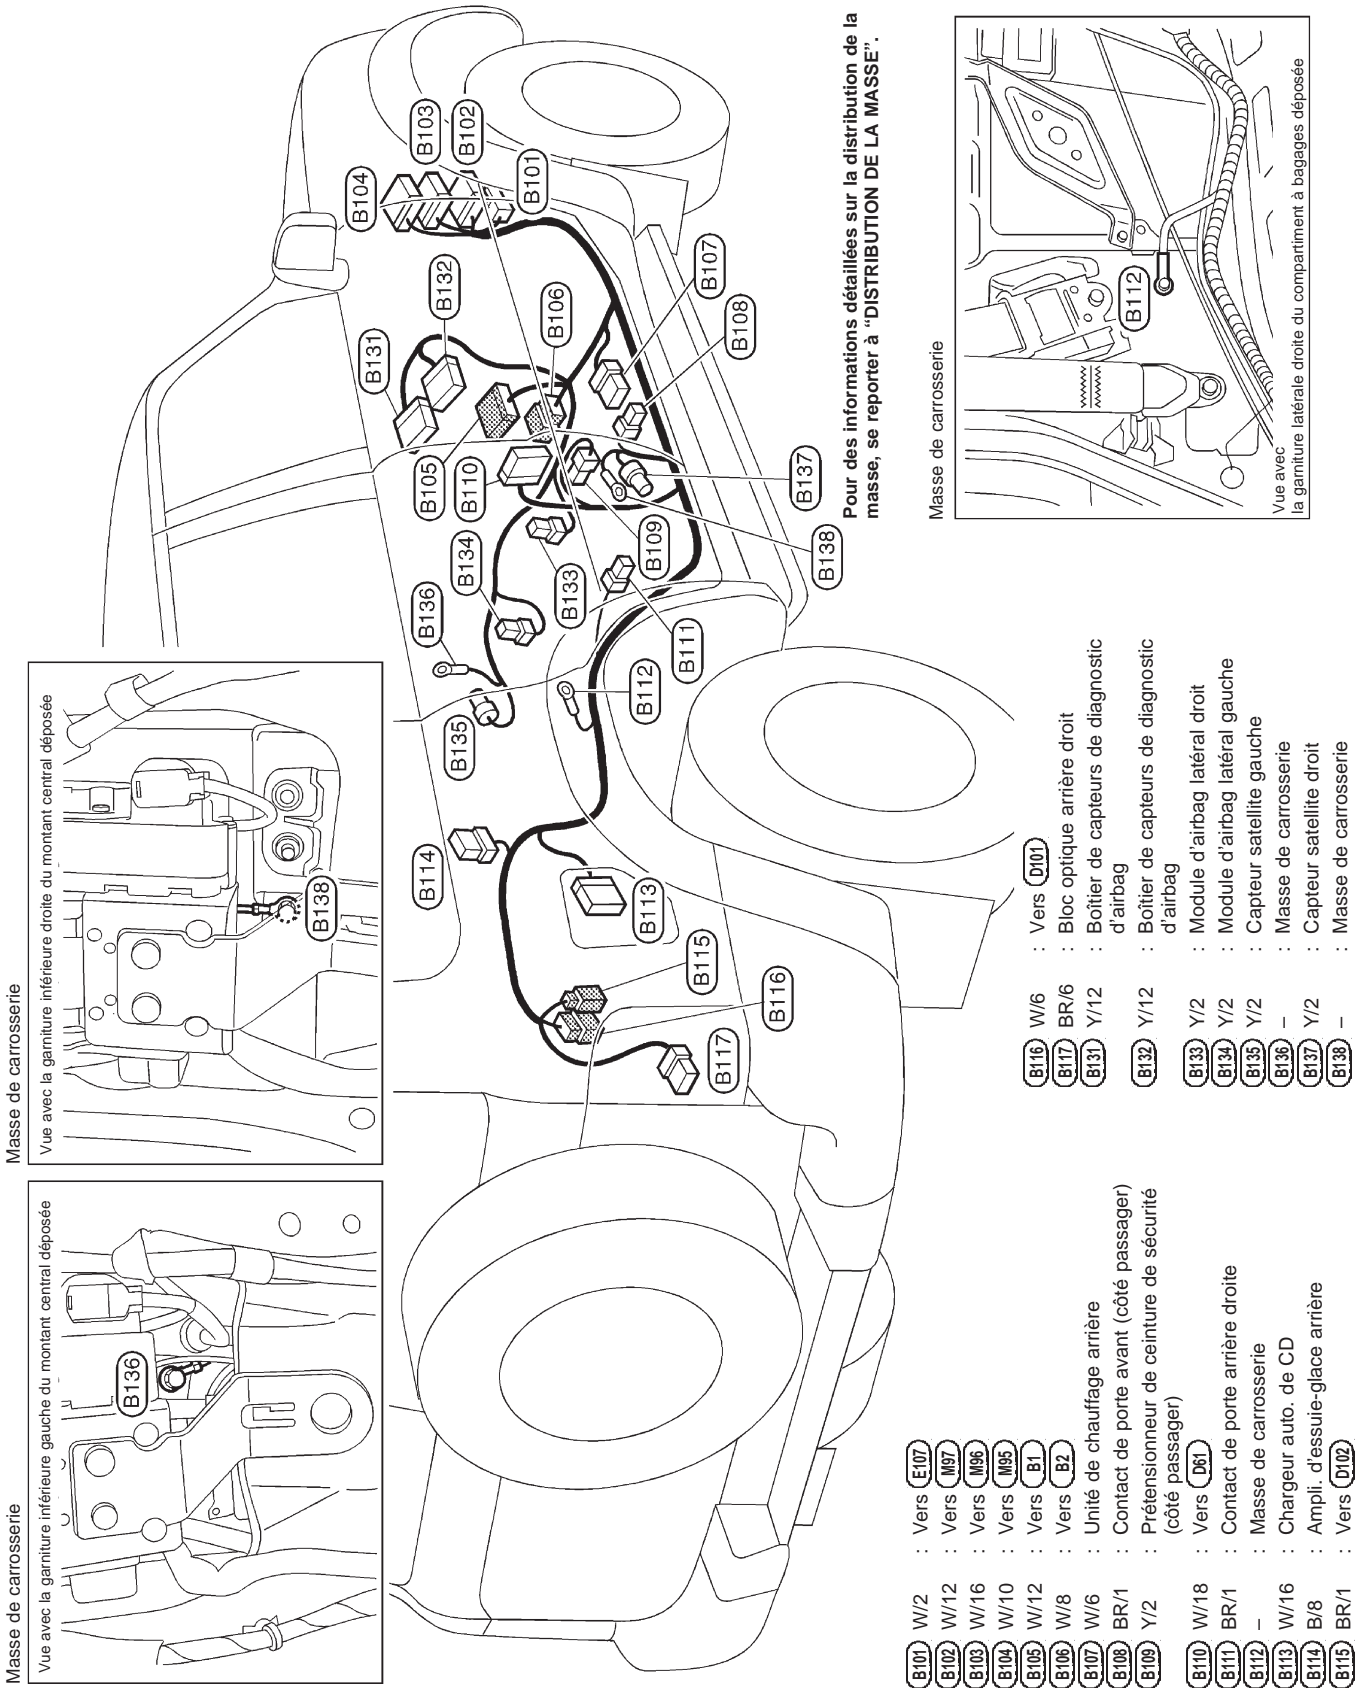 Masse de carrosserie
Vue avec la garniture inférieure gauche du montant central déposée
B136
Masse de carrosserie
Vue avec la garniture inférieure droite du montant central déposée
B138
B104
B103
B102
B101
B131
B132
B106
B107
B108
B105
B110
B136
B134
B133
B109
B137
B138
B135
B111
B112
B114
B113
B115
B116
B117
Pour des informations détaillées sur la distribution de la
masse, se reporter à “DISTRIBUTION DE LA MASSE”.
Masse de carrosserie
B112
Vue avec
la garniture latérale droite du compartiment à bagages déposée
B101 W/2 : Vers E107
B102 W/12 : Vers M97
B103 W/16 : Vers M96
B104 W/10 : Vers M95
B105 W/12 : Vers B1
B106 W/8 : Vers B2
B107 W/6 : Unité de chauffage arrière
B108 BR/1 : Contact de porte avant (côté passager)
B109 Y/2 : Prétensionneur de ceinture de sécurité
(côté passager)
B110 W/18 : Vers D61
B111 BR/1 : Contact de porte arrière droite
B112 – : Masse de carrosserie
B113 W/16 : Chargeur auto. de CD
B114 B/8 : Ampli. d'essuie-glace arrière
B115 BR/1 : Vers D102
B116 W/6 : Vers D101
B117 BR/6 : Bloc optique arrière droit
B131 Y/12 : Boîtier de capteurs de diagnostic
d'airbag
B132 Y/12 : Boîtier de capteurs de diagnostic
d'airbag
B133 Y/2 : Module d'airbag latéral droit
B134 Y/2 : Module d'airbag latéral gauche
B135 Y/2 : Capteur satellite gauche
B136 – : Masse de carrosserie
B137 Y/2 : Capteur satellite droit
B138 – : Masse de carrosserie